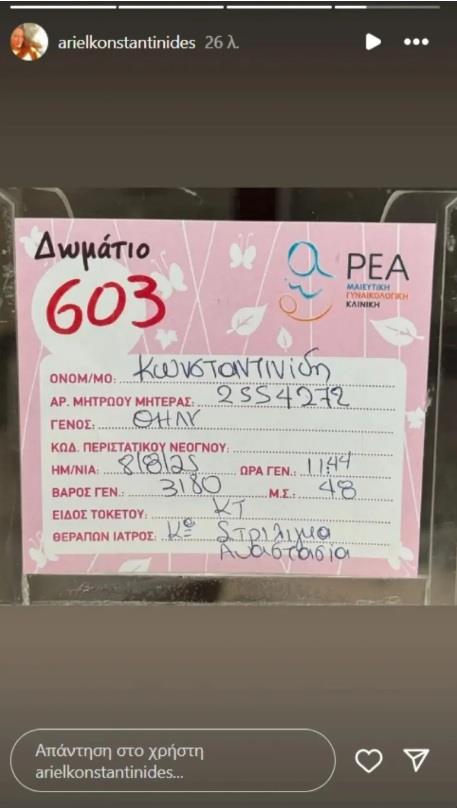 arielkonstantinides 26 λ.
Δωμάτιο
603
ΡΕΑ
ΜΑΙΕΥΤΙΚΗ
ΓΥΝΑΙΚΟΛΟΓΙΚΗ
ΚΛΙΝΙΚΗ
ΟΝΟΜ/ΜΟ: Κωνσταντινίδη
ΑΡ. ΜΗΤΡΩΟΥ ΜΗΤΕΡΑΣ: 2554272
ΓΕΝΟΣ: ΘΗΛΥ
ΚΩΔ. ΠΕΡΙΣΤΑΤΙΚΟΥ ΝΕΟΓΝΟΥ:
ΗΜ/ΝΙΑ: 8/8/25 ΩΡΑ ΓΕΝ.: 11:44
ΒΑΡΟΣ ΓΕΝ.: 3180 Μ.Σ.: 48
ΕΙΔΟΣ ΤΟΚΕΤΟΥ: ΚΤ
ΘΕΡΑΠΩΝ ΙΑΤΡΟΣ: Στρίλιγκα
Αναστασία
Απάντηση στο χρήστη
arielkonstantinides...